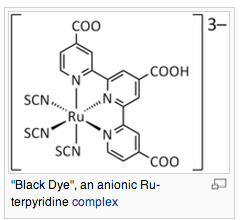 COO
3−
N
COOH
SCN
N
Ru
SCN
N
SCN
COO
"Black Dye", an anionic Ru-
terpyridine complex